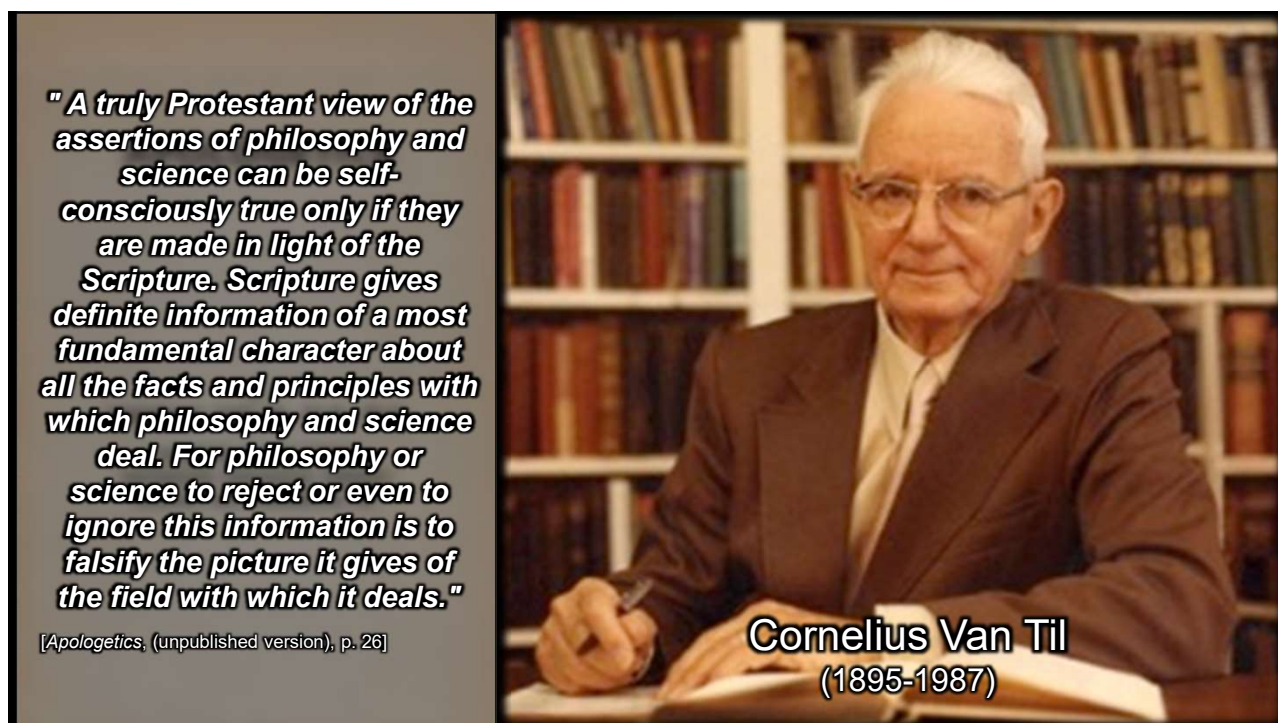 " A truly Protestant view of the
assertions of philosophy and
science can be self-
consciously true only if they
are made in light of the
Scripture. Scripture gives
definite information of a most
fundamental character about
all the facts and principles with
which philosophy and science
deal. For philosophy or
science to reject or even to
ignore this information is to
falsify the picture it gives of
the field with which it deals."
[Apologetics, (unpublished version), p. 26]
Cornelius Van Til
(1895-1987)